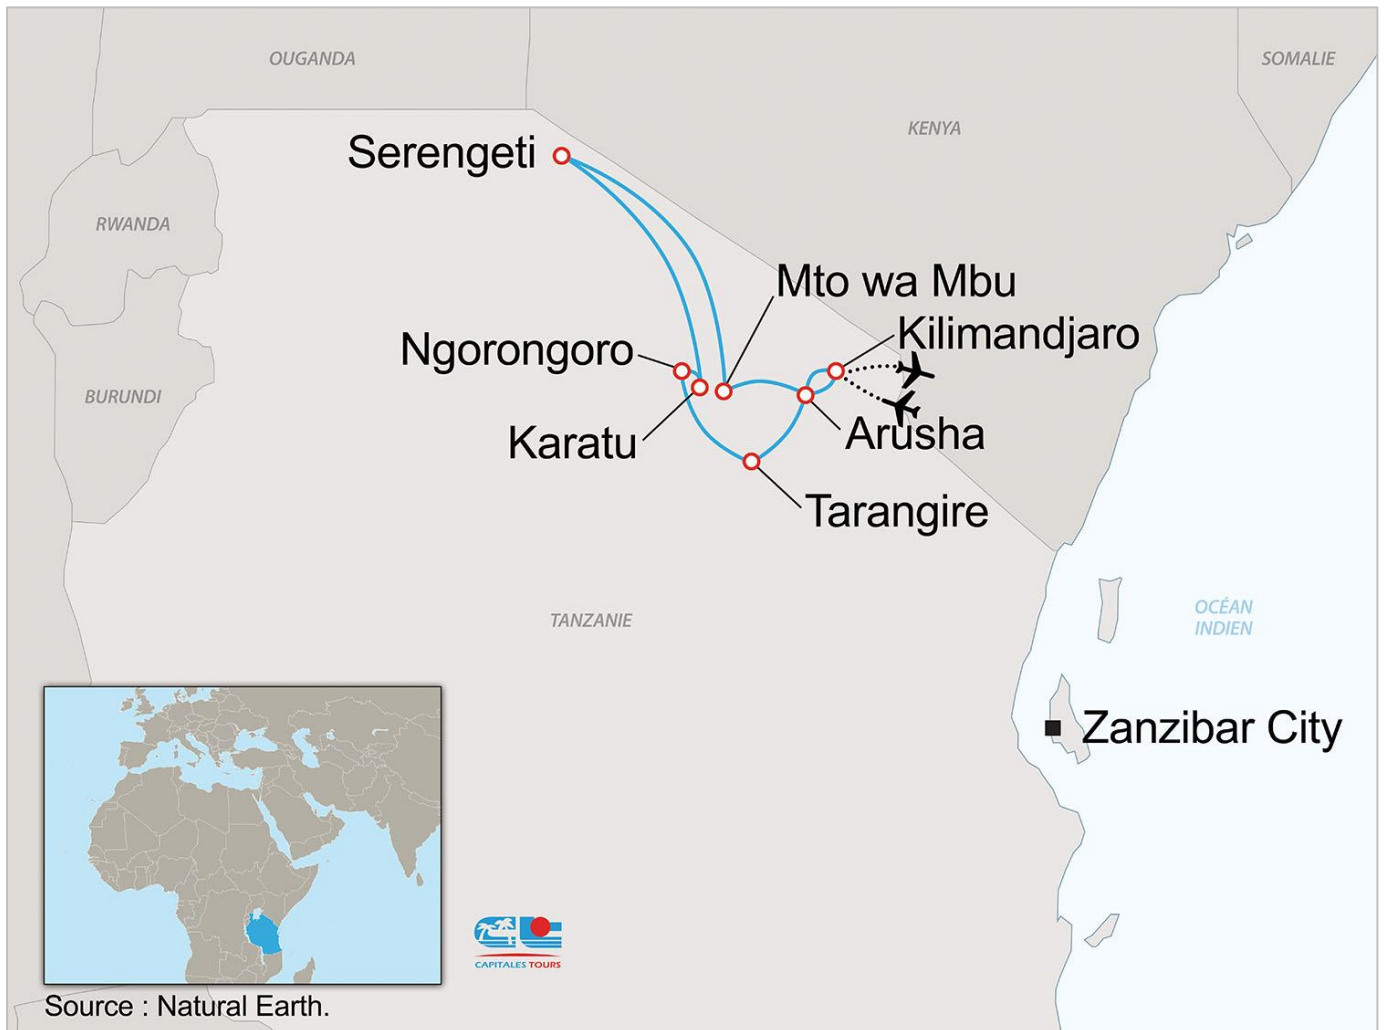 OUGANDA
SOMALIE
KENYA
Serengeti
RWANDA
Mto wa Mbu
Kilimandjaro
Ngorongoro
BURUNDI
Karatu
Arusha
Tarangire
TANZANIE
OCÉAN
INDIEN
Zanzibar City
CAPITALES TOURS
Source : Natural Earth.